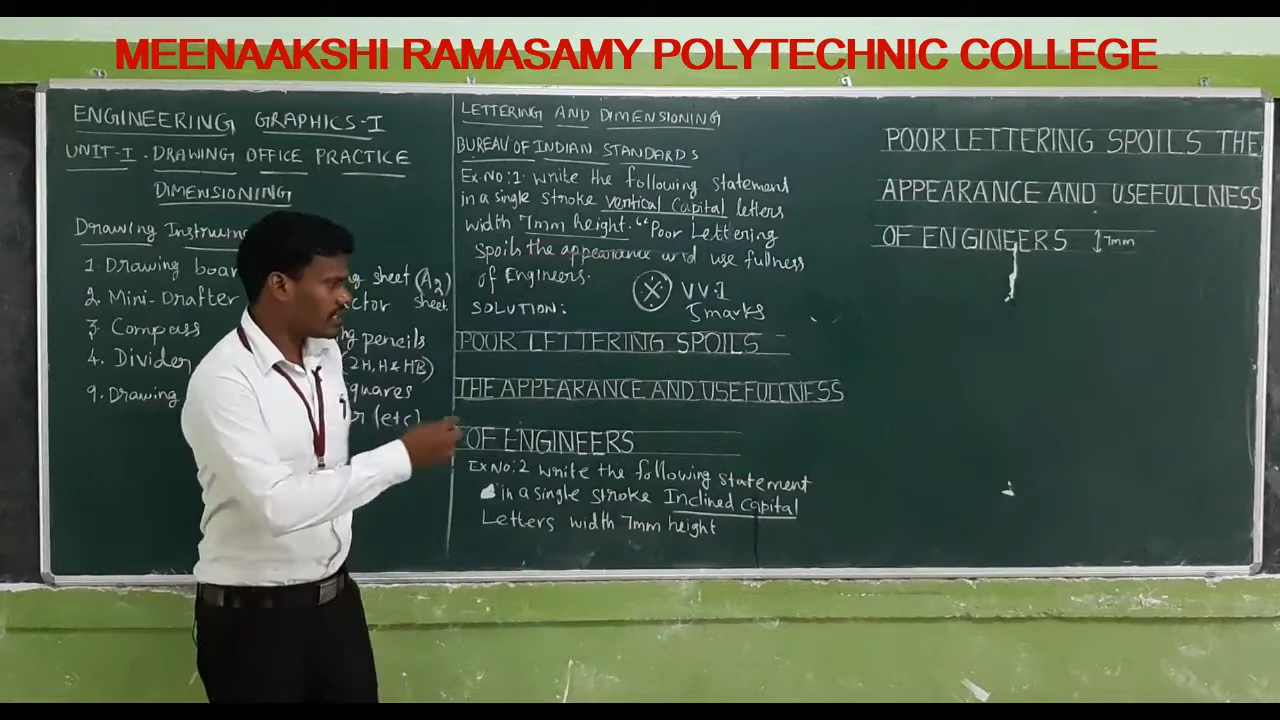 MEENAAKSHI RAMASAMY POLYTECHNIC COLLEGE
ENGINEERING GRAPHICS-I
UNIT-I. DRAWING OFFICE PRACTICE
DIMENSIONING
Drawing
1. Drawing
2. Mini-Drafter
3. Compass
4. Divider
9. Drawing
sheet (A2)
sheet
pencils
(2H, H & HB)
(etc)
LETTERING AND DIMENSIONING
BUREAU OF INDIAN STANDARDS
Ex.No:1. Write the following statement
in a single stroke vertical Capital letters
width 7mm height. "Poor Lettering
spoils the appearance and use fullness
of Engineers.
VV.I
5marks
SOLUTION:
POOR LETTERING SPOILS
THE APPEARANCE AND USEFULLNESS
OF ENGINEERS
Ex No:2 Write the following statement
in a single stroke Inclined capital
Letters width 7mm height
POOR LETTERING SPOILS THE
APPEARANCE AND USEFULLNESS
OF ENGINEERS 7mm